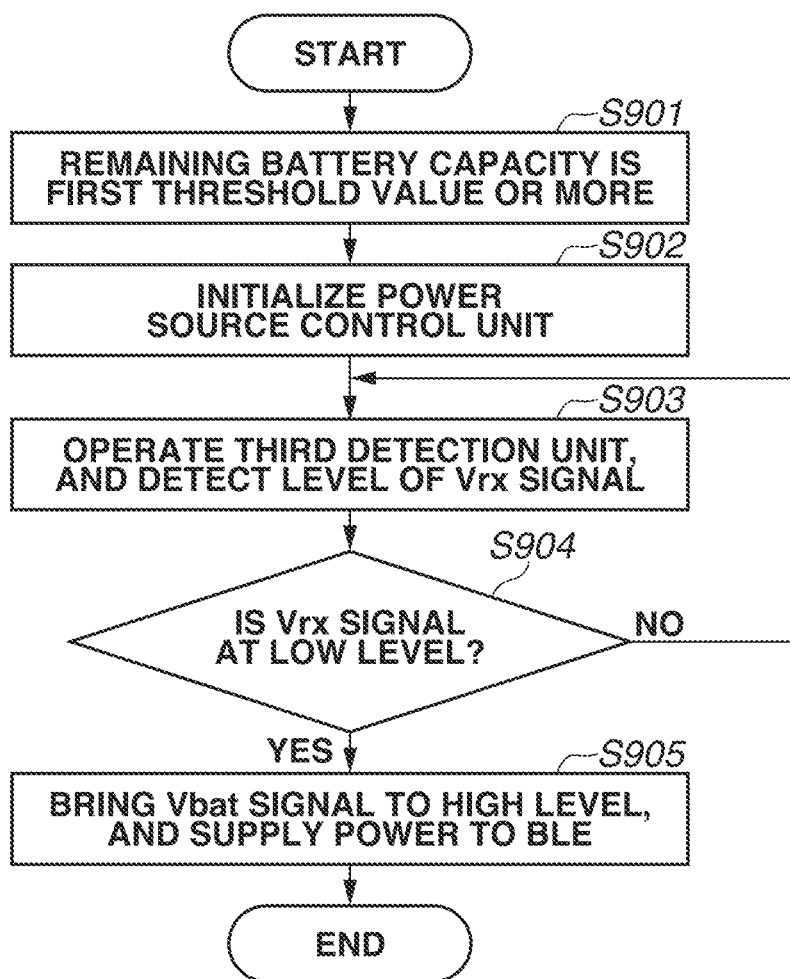 START
S901
REMAINING BATTERY CAPACITY IS
FIRST THRESHOLD VALUE OR MORE
S902
INITIALIZE POWER
SOURCE CONTROL UNIT
S903
OPERATE THIRD DETECTION UNIT,
AND DETECT LEVEL OF Vrx SIGNAL
S904
IS Vrx SIGNAL
AT LOW LEVEL?
NO
YES
S905
BRING Vbat SIGNAL TO HIGH LEVEL,
AND SUPPLY POWER TO BLE
END